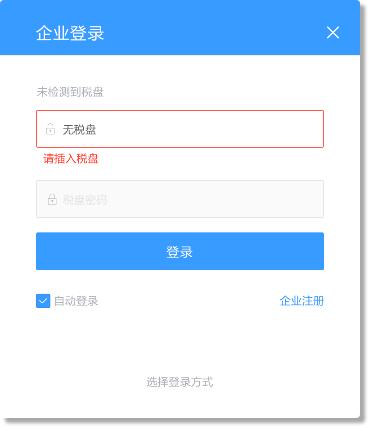 企业登录
未检测到税盘
无税盘
请插入税盘
税盘密码
登录
自动登录 企业注册
选择登录方式